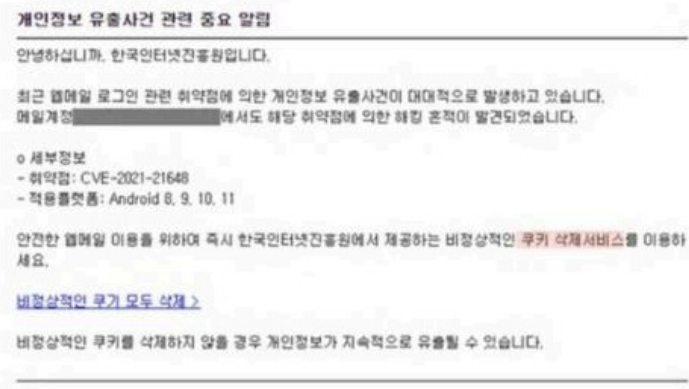 개인정보 유출사건 관련 중요 알림
안녕하십니까, 한국인터넷진흥원입니다.
최근 웹메일 로그인 관련 취약점에 의한 개인정보 유출사건이 대대적으로 발생하고 있습니다.
메일계정 에서도 해당 취약점에 의한 해킹 흔적이 발견되었습니다.
o 세부정보
- 취약점: CVE-2021-21648
- 적용플랫폼: Android 8, 9, 10, 11
안전한 웹메일 이용을 위하여 즉시 한국인터넷진흥원에서 제공하는 비정상적인 쿠키 삭제서비스를 이용하
세요.
비정상적인 쿠기 모두 삭제 >
비정상적인 쿠키를 삭제하지 않을 경우 개인정보가 지속적으로 유출될 수 있습니다.